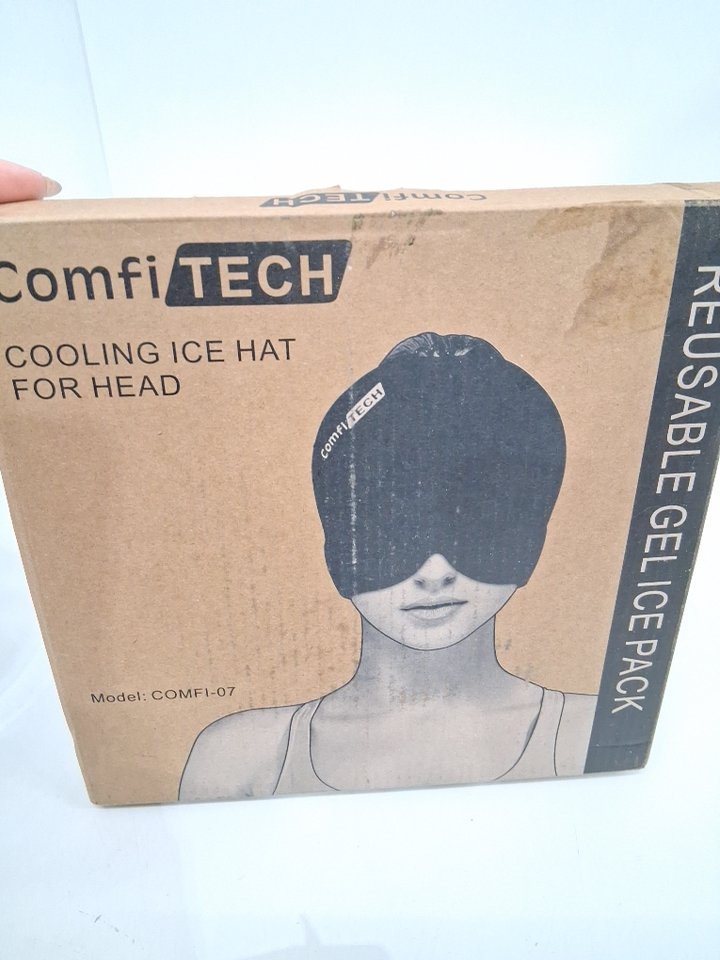 Comfi TECH
Comfi TECH
COOLING ICE HAT
FOR HEAD
comfi TECH
Model: COMFI-07
REUSABLE GEL ICE PACK